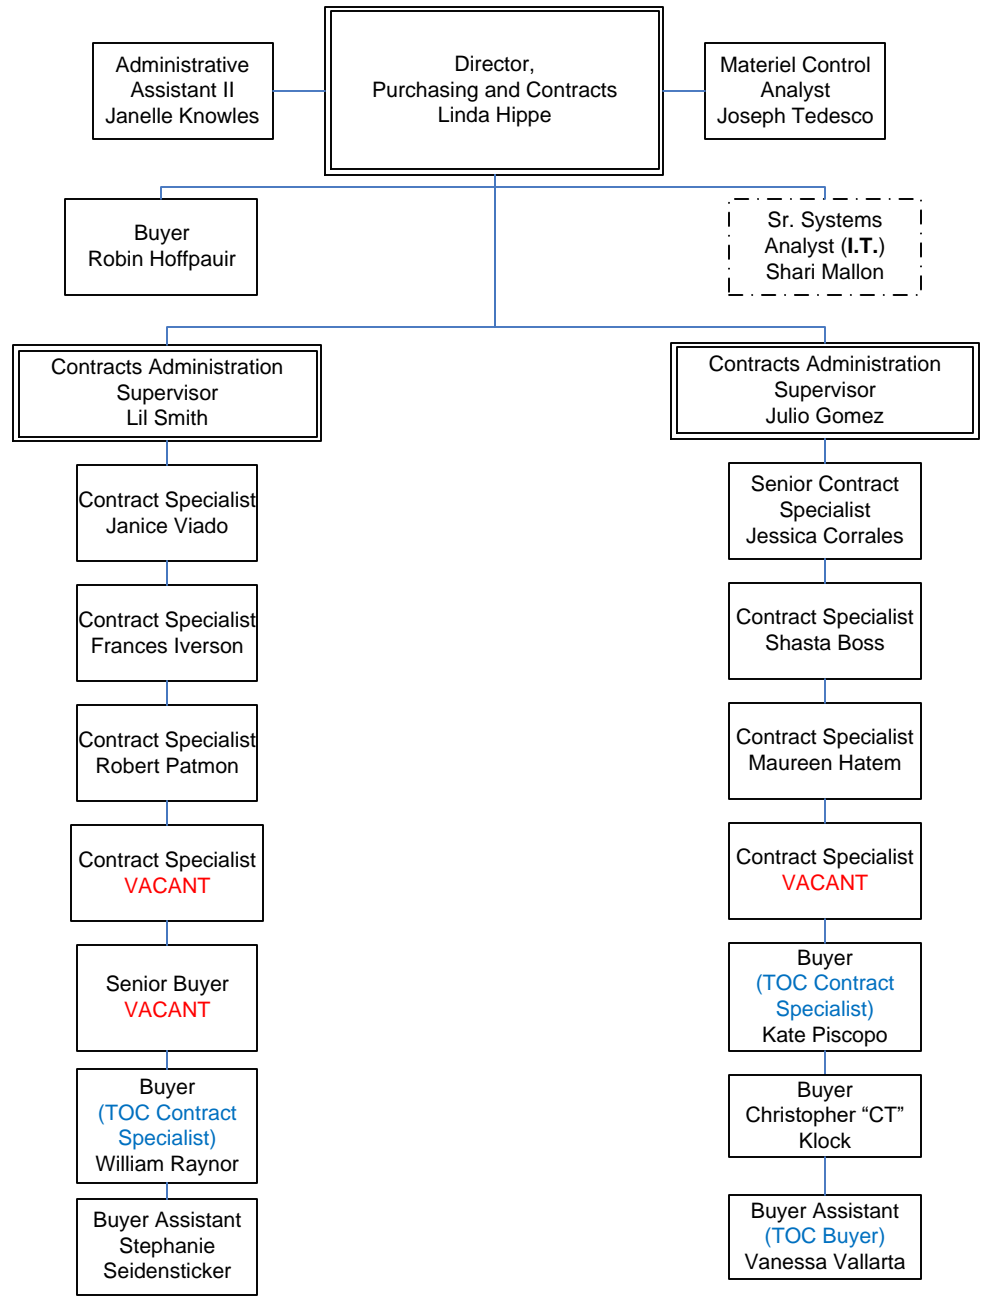 Administrative
Assistant II
Janelle Knowles
Director,
Purchasing and Contracts
Linda Hippe
Materiel Control
Analyst
Joseph Tedesco
Buyer
Robin Hoffpauir
Sr. Systems
Analyst (I.T.)
Shari Mallon
Contracts Administration
Supervisor
Lil Smith
Contract Specialist
Janice Viado
Contract Specialist
Frances Iverson
Contract Specialist
Robert Patmon
Contract Specialist
VACANT
Senior Buyer
VACANT
Buyer
(TOC Contract
Specialist)
William Raynor
Buyer Assistant
Stephanie
Seidensticker
Contracts Administration
Supervisor
Julio Gomez
Senior Contract
Specialist
Jessica Corrales
Contract Specialist
Shasta Boss
Contract Specialist
Maureen Hatem
Contract Specialist
VACANT
Buyer
(TOC Contract
Specialist)
Kate Piscopo
Buyer
Christopher “CT”
Klock
Buyer Assistant
(TOC Buyer)
Vanessa Vallarta